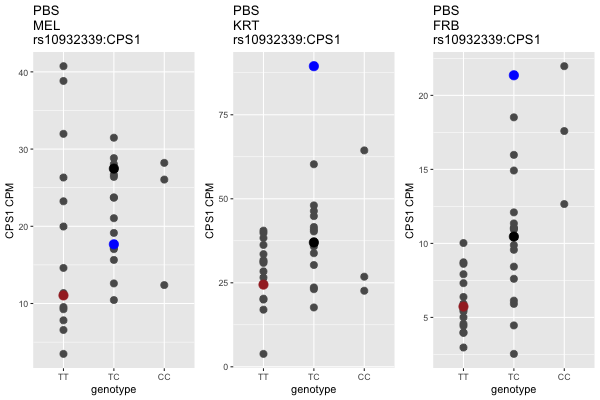 PBS
MEL
rs10932339:CPS1
PBS
KRT
rs10932339:CPS1
PBS
FRB
rs10932339:CPS1
CPS1 CPM
40
30
20
10
TT TC CC
genotype
CPS1 CPM
75
50
25
0
TT TC CC
genotype
CPS1 CPM
20
15
10
5
TT TC CC
genotype